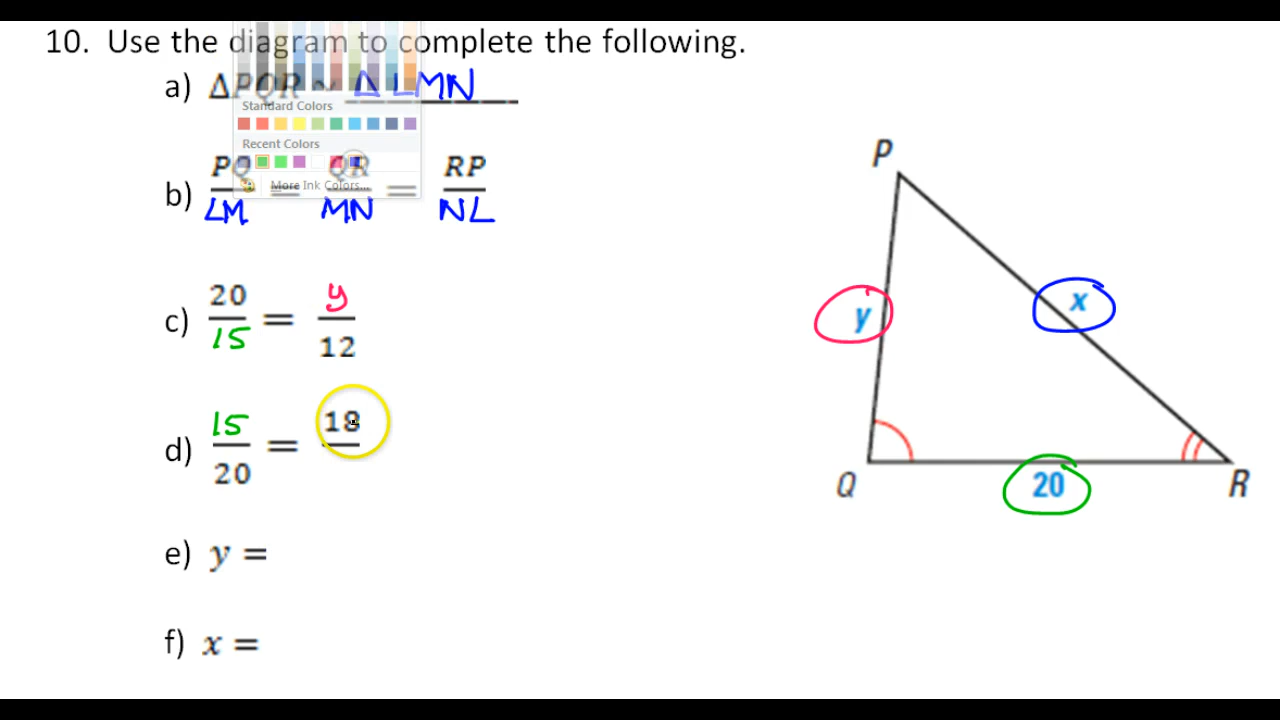 10. Use the diagram to complete the following.
a) ΔPQR ~ Δ LMN
Standard Colors
Recent Colors
More Ink Colors...
b) PQ/LM = QR/MN = RP/NL
P
c) 20/15 = y/12
y
x
d) 15/20 = 18/
Q
20
R
e) y =
f) x =